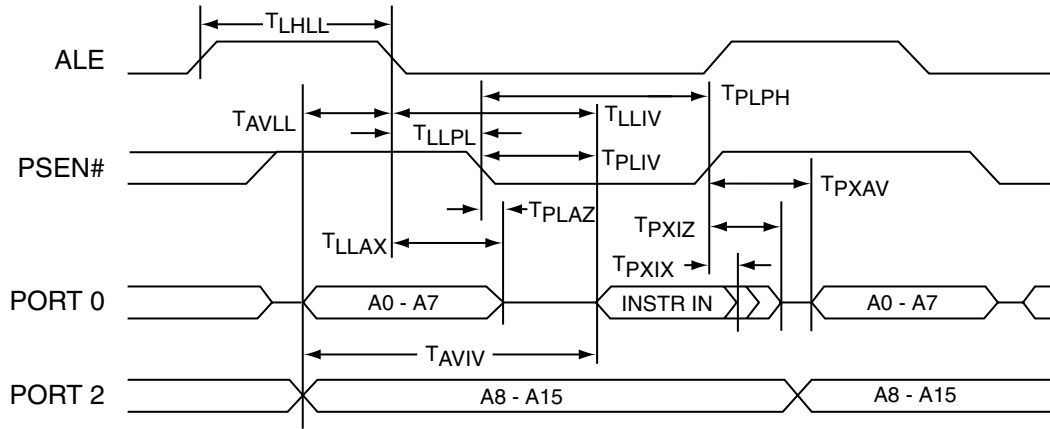 TLHLL
ALE
TPLPH
TAVLL
TLLIV
TLLPL
PSEN#
TPLIV
TPXAV
TPLAZ
TPXIZ
TLLAX
TPXIX
PORT 0
A0 - A7
INSTR IN
A0 - A7
TAVIV
PORT 2
A8 - A15
A8 - A15